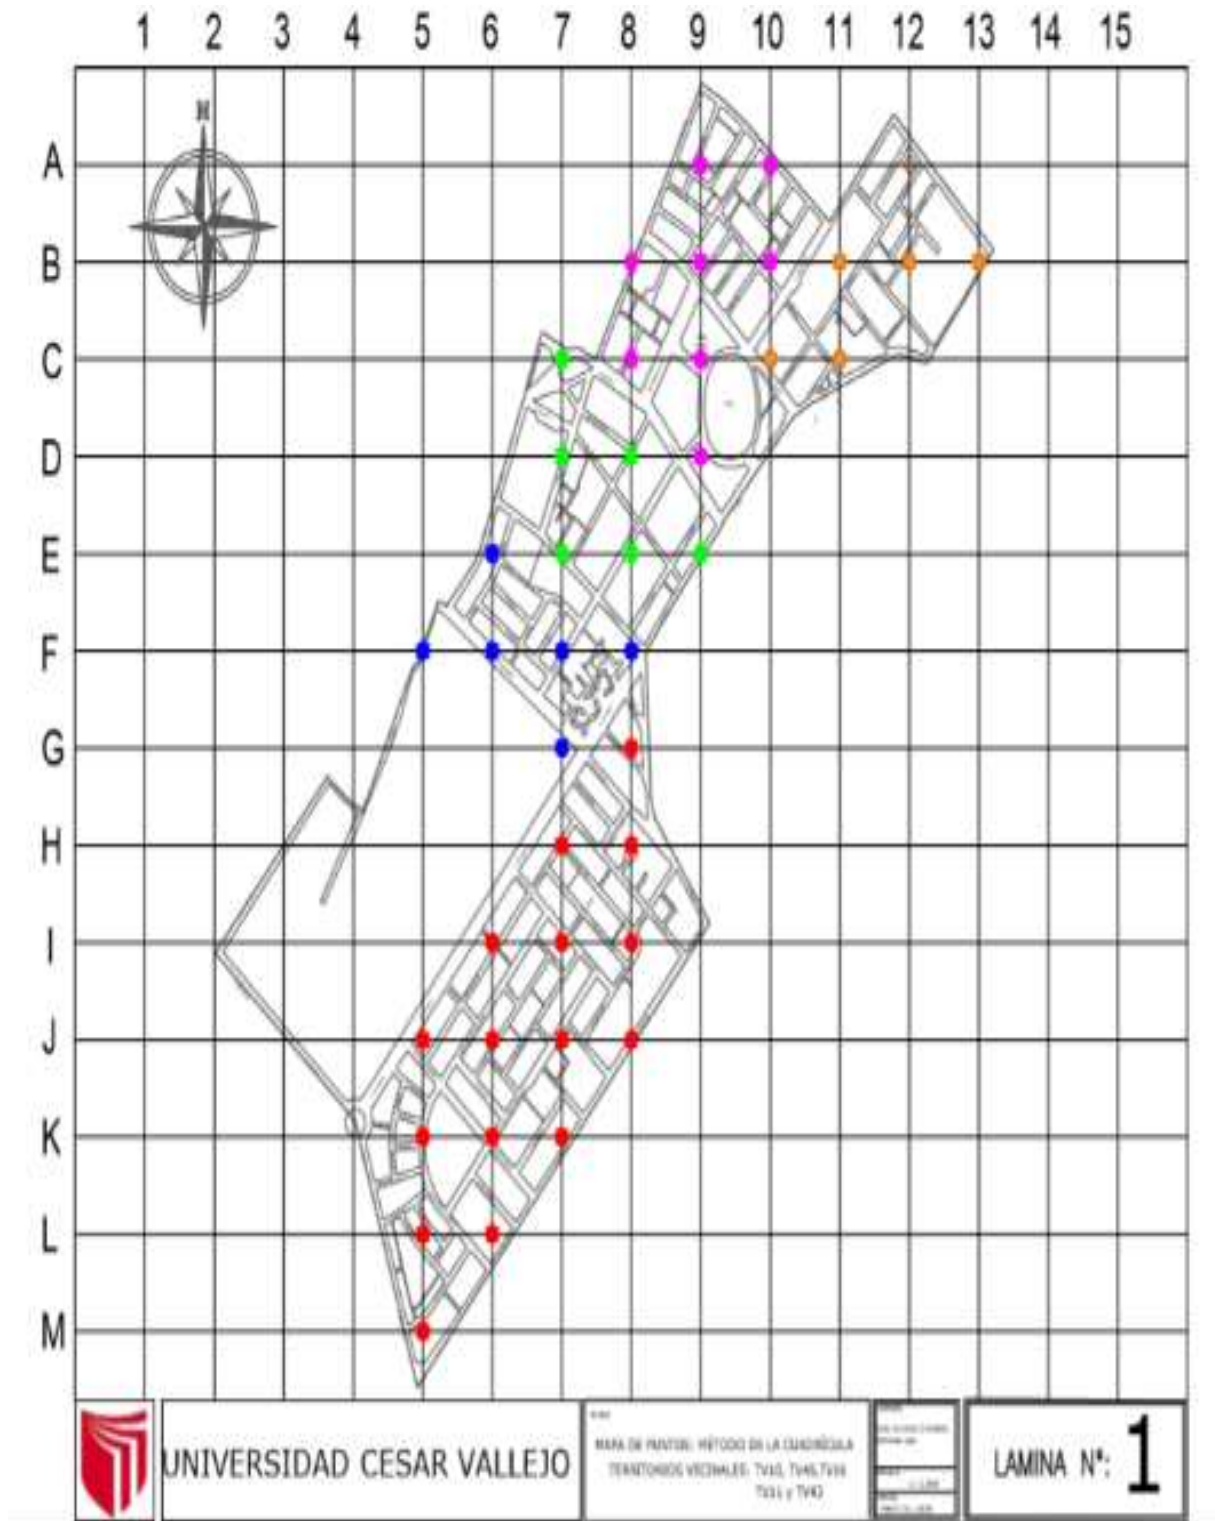 1 2 3 4 5 6 7 8 9 10 11 12 13 14 15
N
A
B
C
D
E
F
G
H
I
J
K
L
M
UNIVERSIDAD CESAR VALLEJO
MAPA DE PUNTOS: MÉTODO DE LA CUADRÍCULA
TERRITORIOS VECINALES: TV10,
y
LAMINA N°: 1